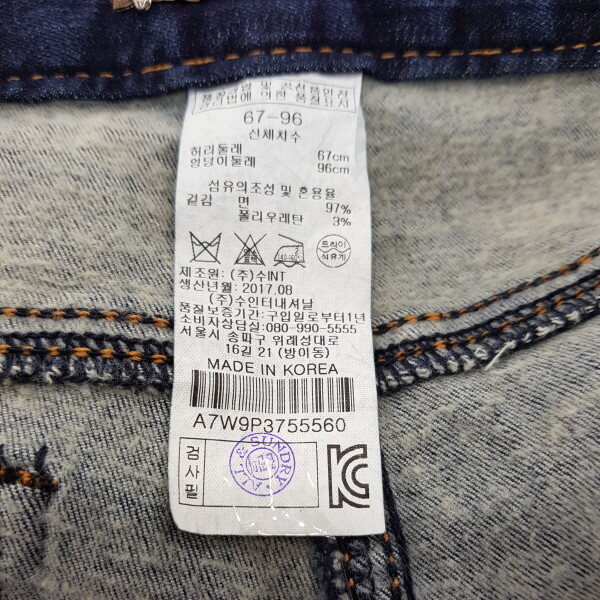 품질경영 및 공산품안전
관리법에 의한 품질표시
67-96
신체치수
허리둘레 67cm
엉덩이둘레 96cm
섬유의조성 및 혼용율
겉감 면 97%
폴리우레탄 3%
드라이
석유계
제조원: (주)수INT
생산년월: 2017.08
(주)수인터내셔날
품질보증기간:구입일로부터1년
소비자상담실:080-990-5555
서울시 송파구 위례성대로
16길 21 (방이동)
MADE IN KOREA
A7W9P3755560
검사필
ALL & SUNDRY
KC